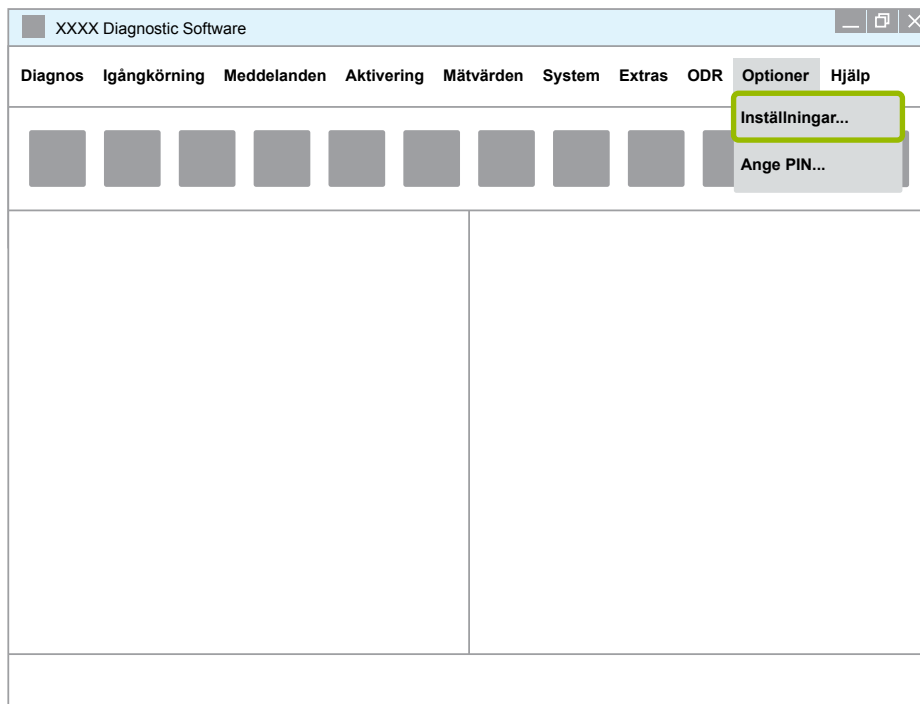 XXXX Diagnostic Software
Diagnos Igångkörning Meddelanden Aktivering Mätvärden System Extras ODR Optioner Hjälp
Inställningar...
Ange PIN...